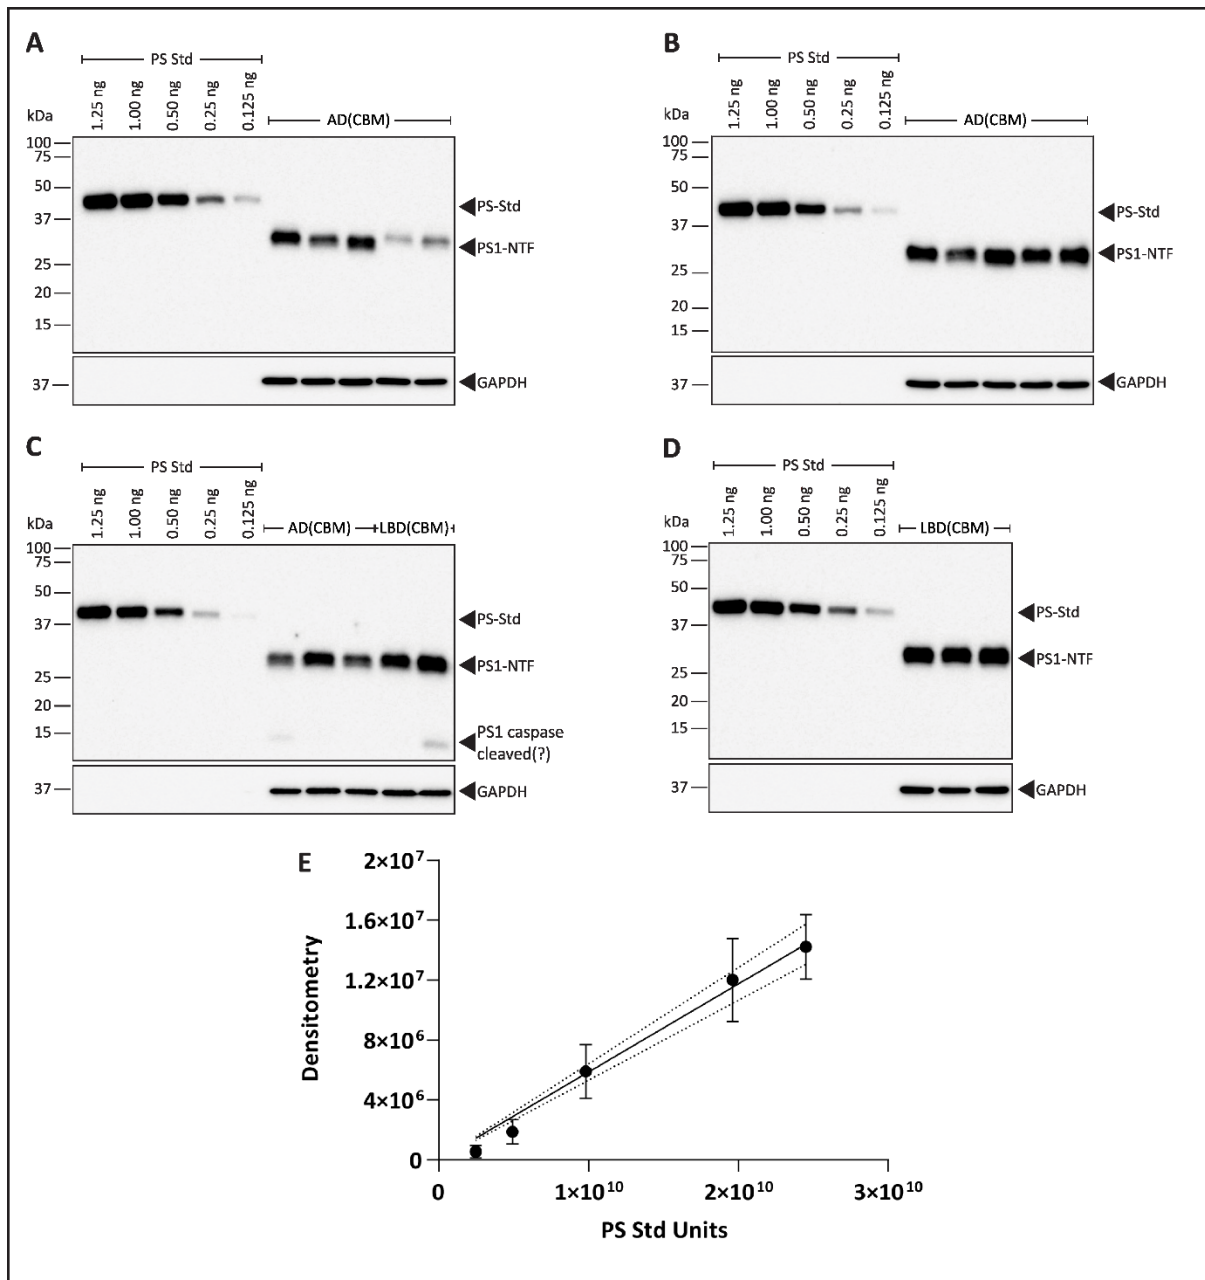 A
PS Std
1.25 ng
1.00 ng
0.50 ng
0.25 ng
0.125 ng
kDa
AD(CBM)
100
75
50
37
25
20
15
PS-Std
PS1-NTF
37
GAPDH
B
PS Std
1.25 ng
1.00 ng
0.50 ng
0.25 ng
0.125 ng
kDa
AD(CBM)
100
75
50
37
25
20
15
PS-Std
PS1-NTF
37
GAPDH
C
PS Std
1.25 ng
1.00 ng
0.50 ng
0.25 ng
0.125 ng
kDa
AD(CBM) LBD(CBM)
100
75
50
37
25
20
15
PS-Std
PS1-NTF
PS1 caspase
cleaved(?)
37
GAPDH
D
PS Std
1.25 ng
1.00 ng
0.50 ng
0.25 ng
0.125 ng
kDa
LBD(CBM)
100
75
50
37
25
20
15
PS-Std
PS1-NTF
37
GAPDH
E
Densitometry
2×10⁷
1.6×10⁷
1.2×10⁷
8×10⁶
4×10⁶
0
0 1×10¹⁰ 2×10¹⁰ 3×10¹⁰
PS Std Units